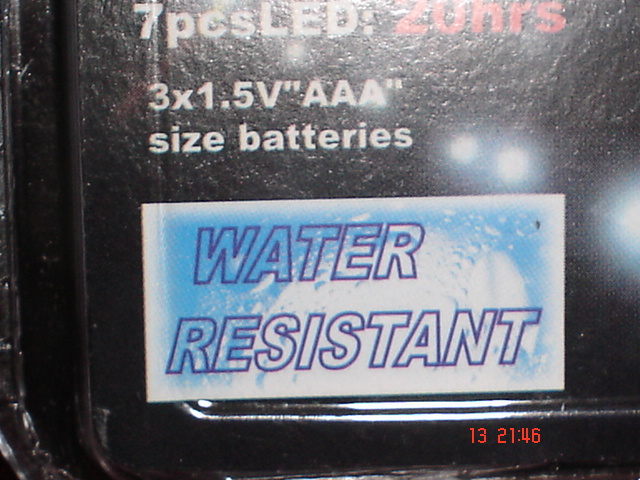 7pcsLED: 20hrs
3x1.5V"AAA"
size batteries
WATER
RESISTANT
13 21:46